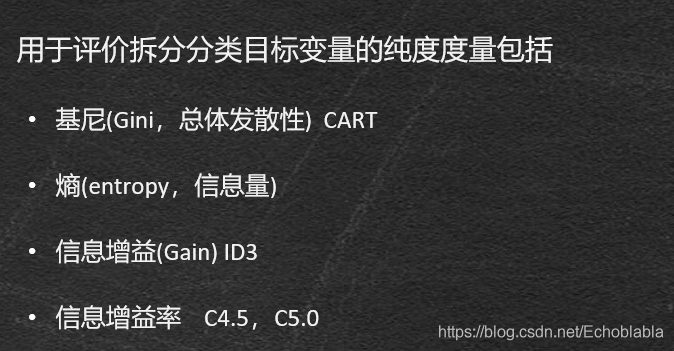 用于评价拆分分类目标变量的纯度度量包括
• 基尼(Gini，总体发散性) CART
• 熵(entropy，信息量)
• 信息增益(Gain) ID3
• 信息增益率 C4.5，C5.0
https://blog.csdn.net/Echoblabla